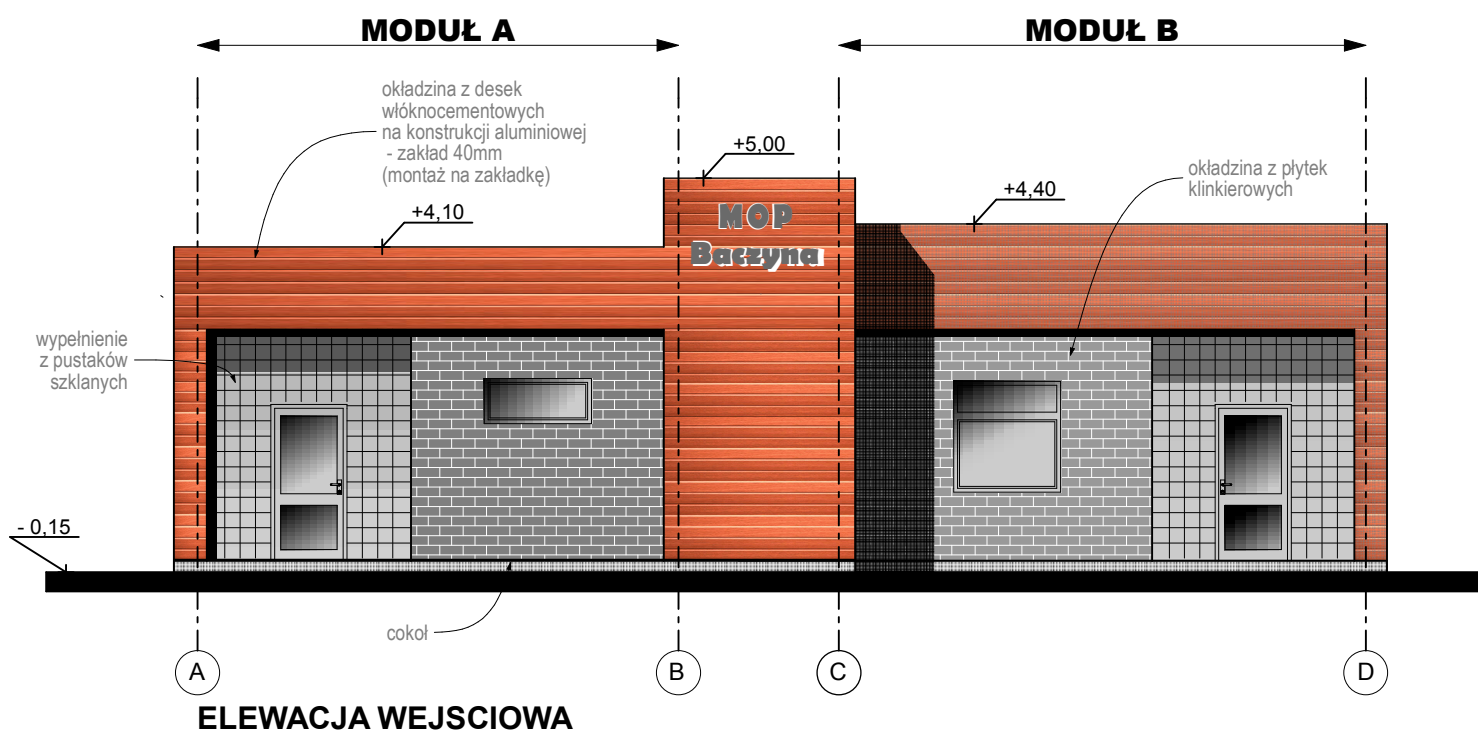 MODUŁ A
MODUŁ B
okładzina z desek
włóknocementowych
na konstrukcji aluminiowej
- zakład 40mm
(montaż na zakładkę)
+5,00
okładzina z płytek
klinkierowych
+4,10
+4,40
MOP
Baczyna
wypełnienie
z pustaków
szklanych
- 0,15
cokoł
A
B
C
D
ELEWACJA WEJSCIOWA